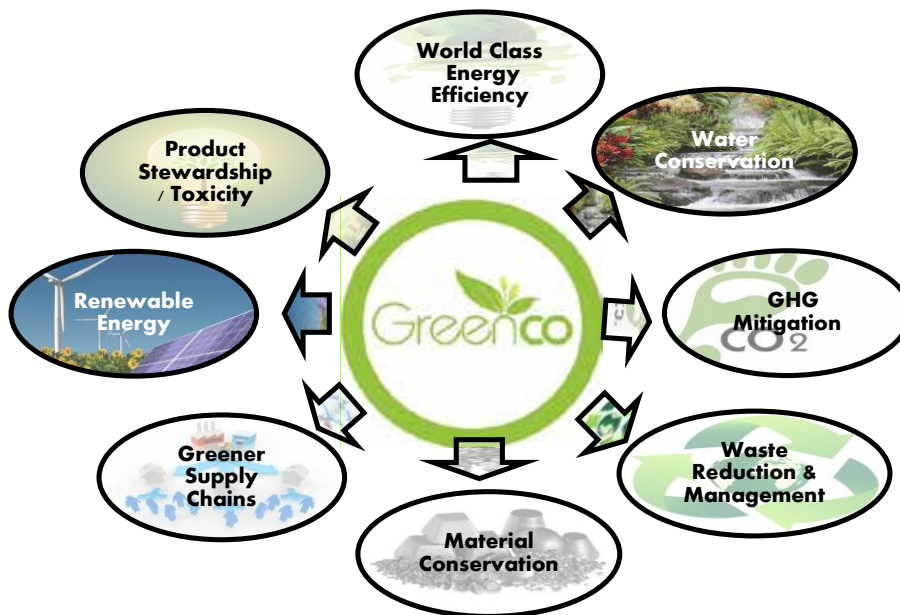 World Class
Energy
Efficiency
Water
Conservation
GHG
Mitigation
CO2
Waste
Reduction &
Management
Material
Conservation
Greener
Supply
Chains
Renewable
Energy
Product
Stewardship
/ Toxicity
Greenco